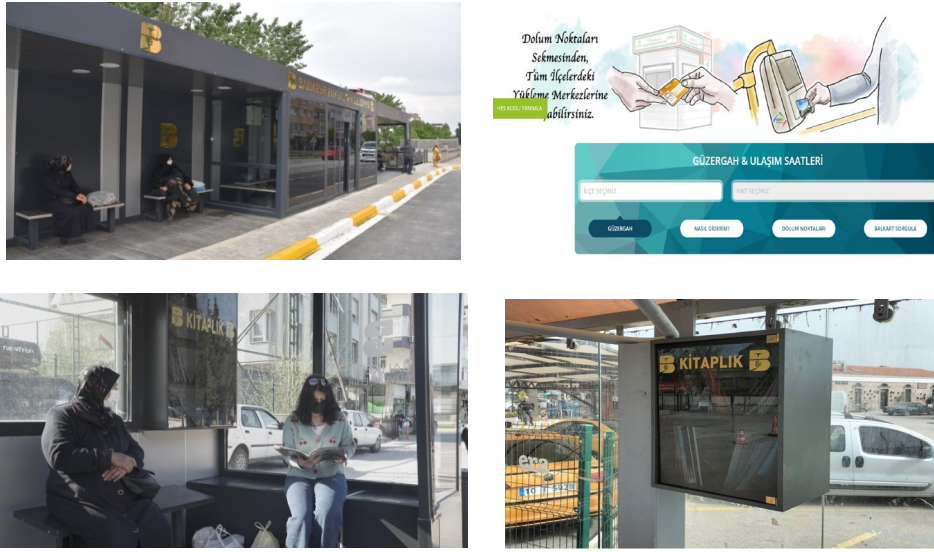 B
B BALIKESİR
B
Dolum Noktaları
Sekmesinden,
Tüm İlçelerdeki
Yükleme Merkezlerine
abilirsiniz.
HES KODU TANIMLA
GÜZERGAH & ULAŞIM SAATLERİ
İLÇE SEÇİNİZ
HAT SEÇİNİZ
GÜZERGAH
NASIL GİDERİM?
DOLUM NOKTALARI
BALKART SORGULA
B KİTAPLIK B
B KİTAPLIK B